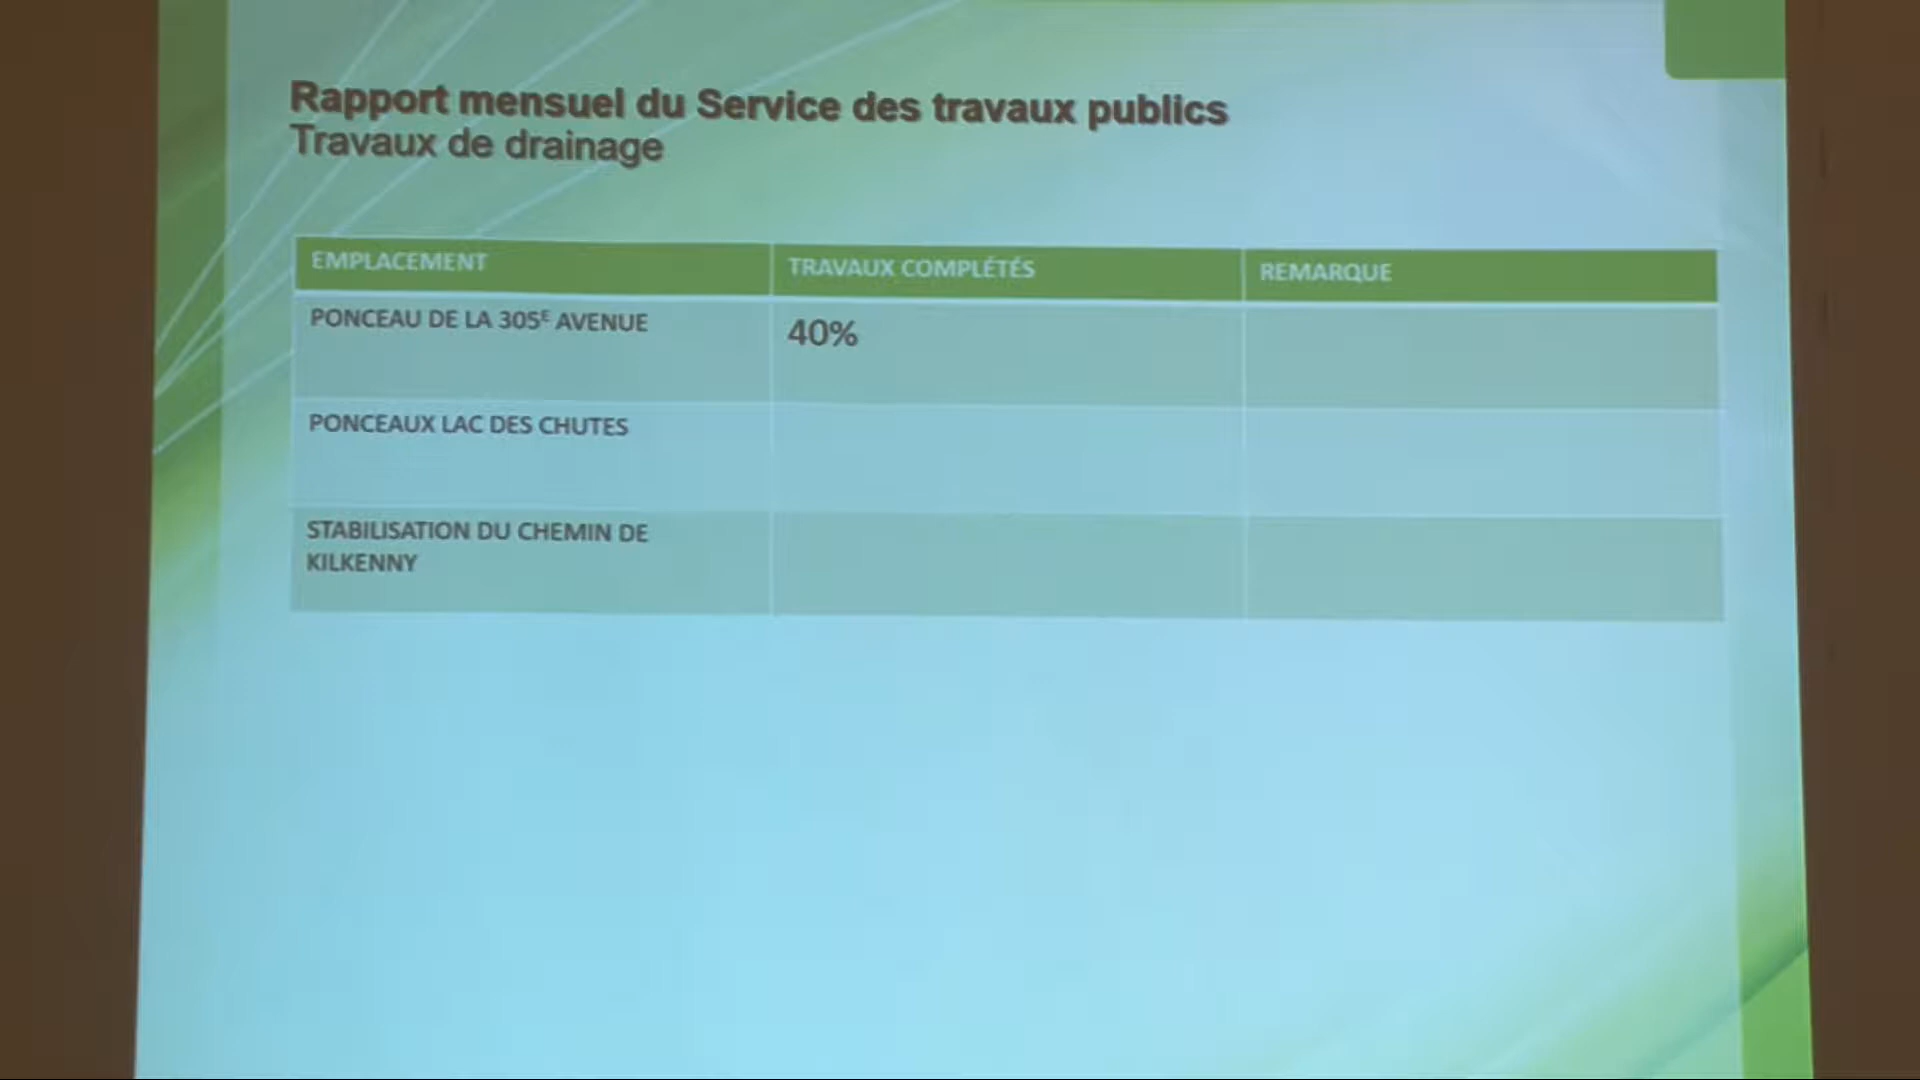 Rapport mensuel du Service des travaux publics
Travaux de drainage
EMPLACEMENT
TRAVAUX COMPLÉTÉS
REMARQUE
PONCEAU DE LA 305E AVENUE
40%
PONCEAUX LAC DES CHUTES
STABILISATION DU CHEMIN DE
KILKENNY